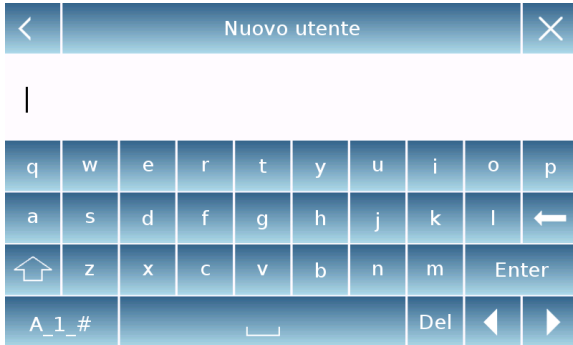 Nuovo utente
q w e r t y u i o p
a s d f g h j k l
z x c v b n m Enter
A_1_# Del